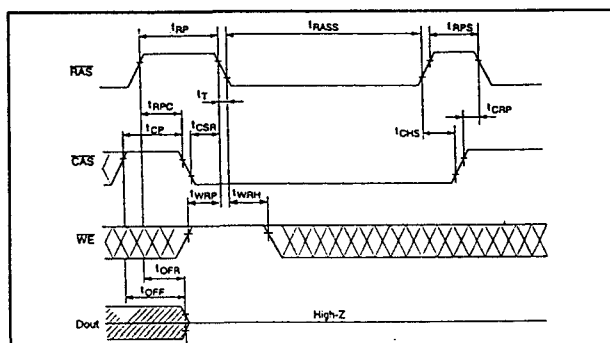 tRP
tRASS
tRPS
RAS
tT
tRPC
tCRP
tCP
tCSR
tCHS
CAS
tWRP
tWRH
WE
tOFR
tOFF
High-Z
Dout